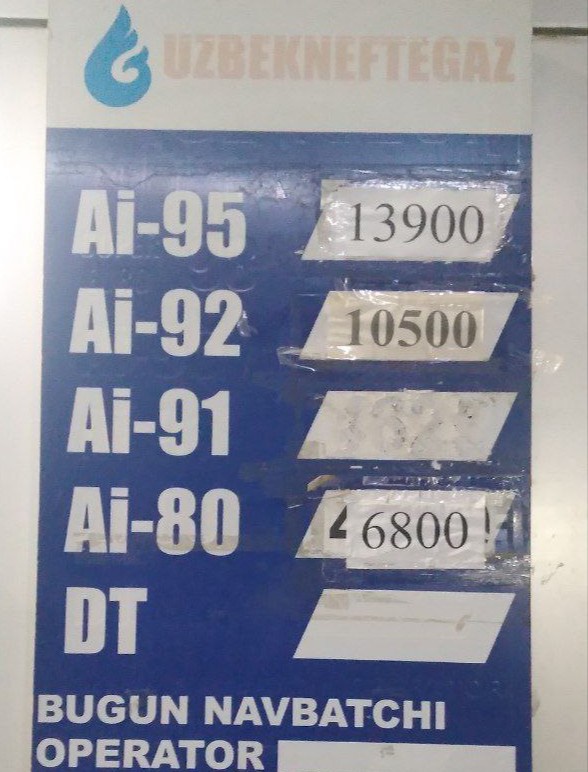 UZBEKNEFTEGAZ
Ai-95 13900
Ai-92 10500
Ai-91
Ai-80 6800
DT
BUGUN NAVBATCHI
OPERATOR